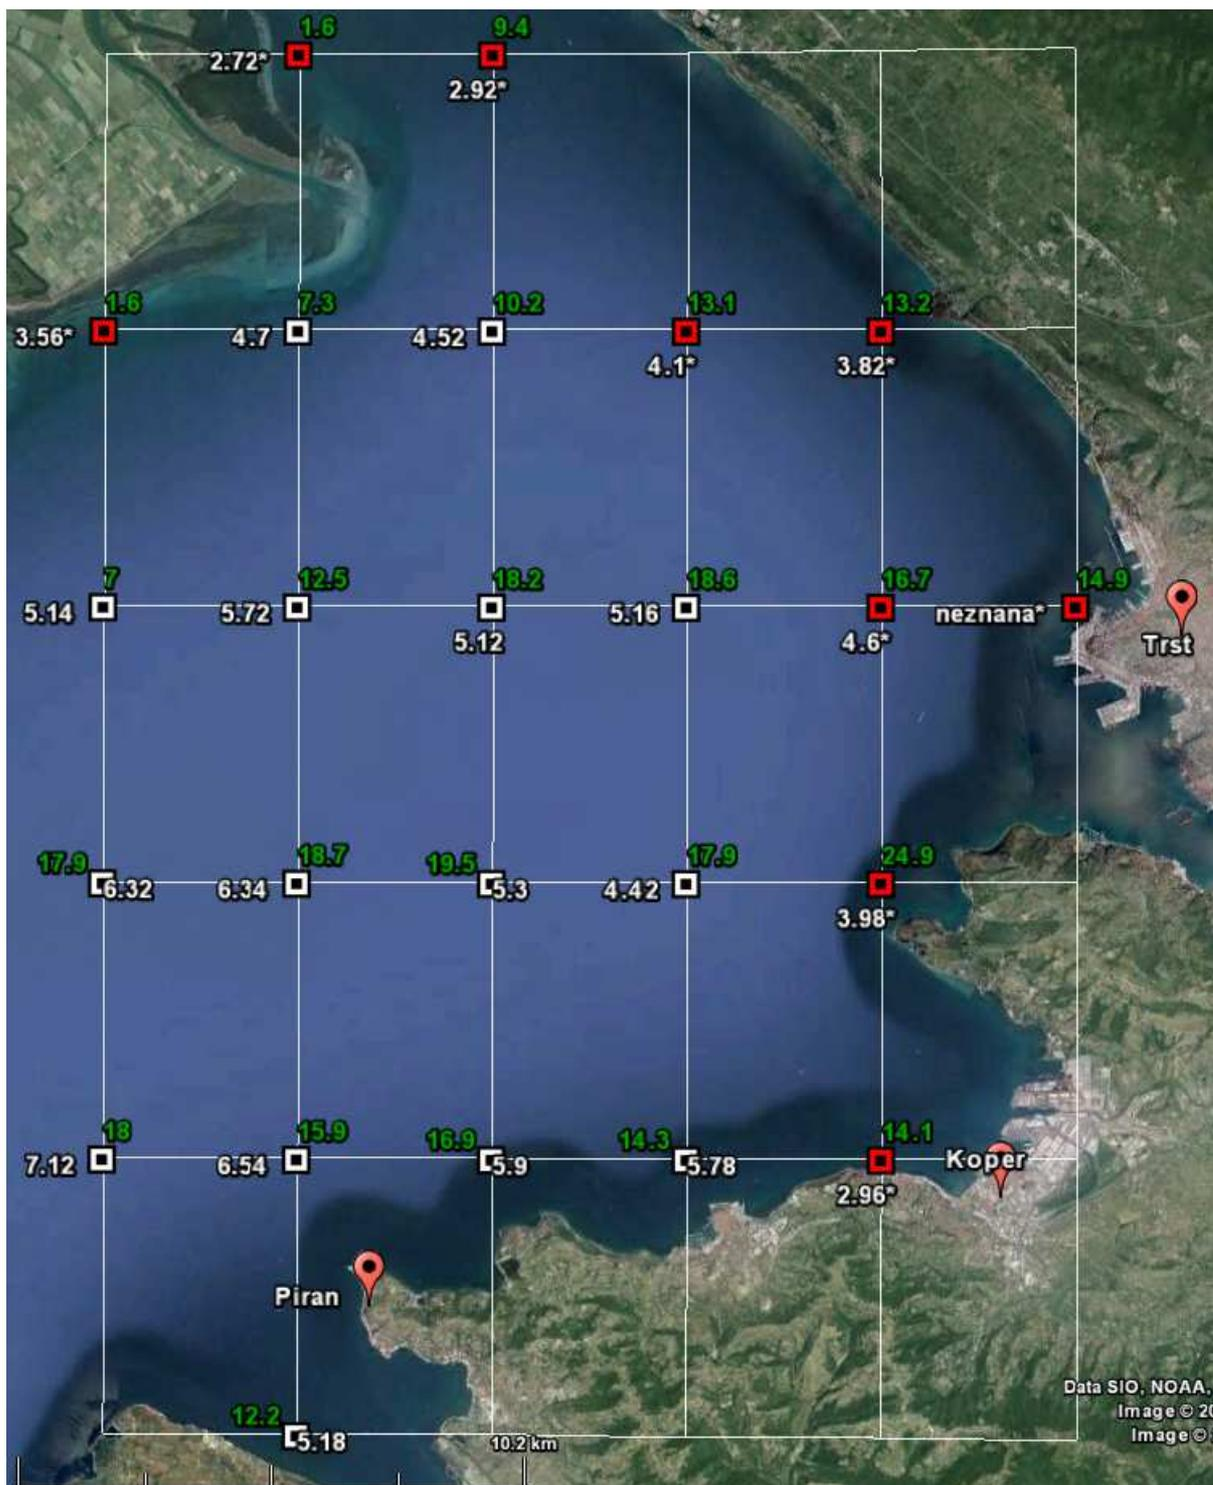 1.6 9.4
2.72*
2.92*
1.6 7.3 10.2 13.1 13.2
3.56* 4.7 4.52
4.1* 3.82*
7 12.5 18.2 18.6 16.7 14.9
5.14 5.72 5.16 neznana*
5.12 4.6* Trst
17.9 18.7 19.5 17.9 24.9
6.32 6.34 5.3 4.42
3.98*
18 15.9 16.9 14.3 14.1
7.12 6.54 5.9 5.78 Koper
2.96*
Piran
Data SIO, NOAA,
Image © 20
12.2
5.18 10.2 km Image ©